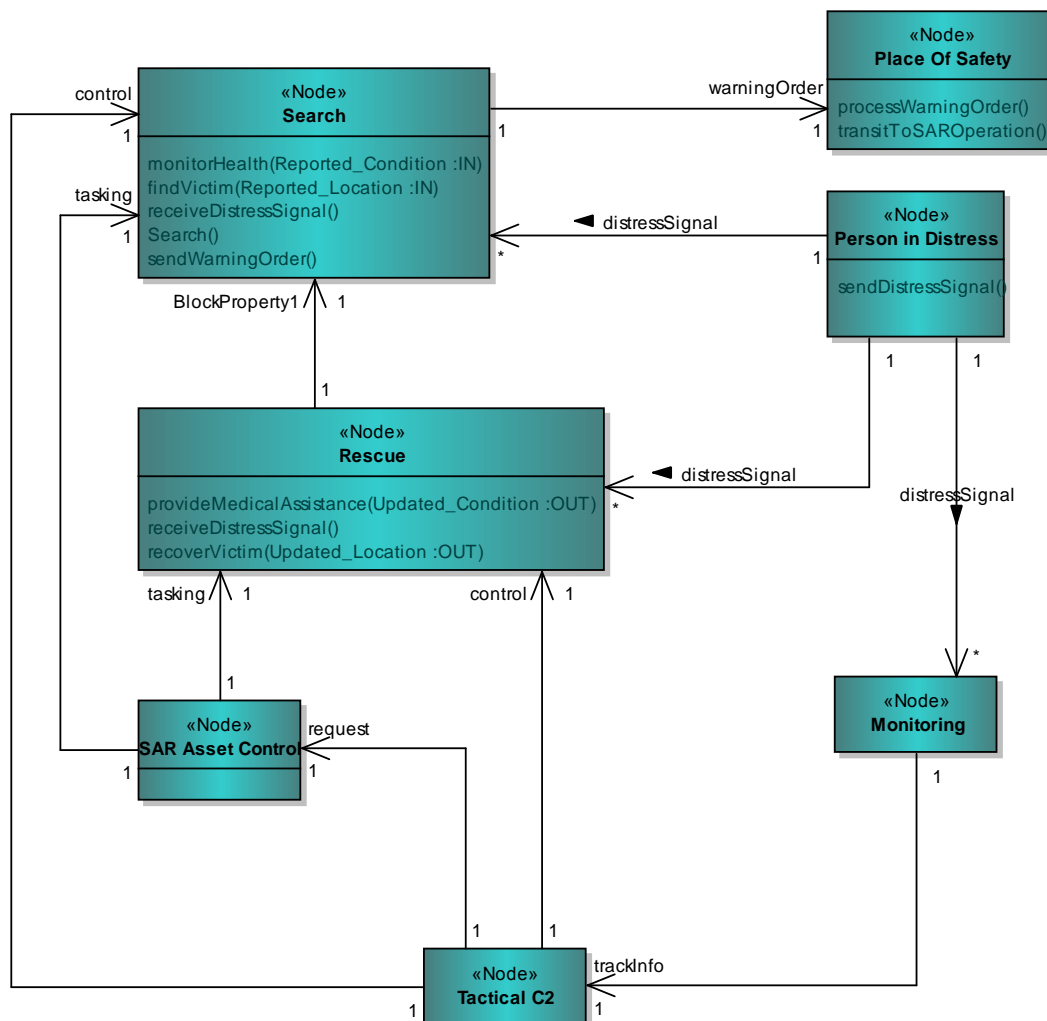 «Node»
Place Of Safety
processWarningOrder()
transitToSAROperation()
control
1
«Node»
Search
monitorHealth(Reported_Condition :IN)
findVictim(Reported_Location :IN)
receiveDistressSignal()
Search()
sendWarningOrder()
warningOrder
1
1
tasking
1
distressSignal
*
1
«Node»
Person in Distress
sendDistressSignal()
BlockProperty1
1
1
1
1
«Node»
Rescue
provideMedicalAssistance(Updated_Condition :OUT)
receiveDistressSignal()
recoverVictim(Updated_Location :OUT)
distressSignal
*
distressSignal
*
tasking
1
control
1
1
«Node»
SAR Asset Control
1
request
1
«Node»
Monitoring
1
1
1
«Node»
Tactical C2
1
trackInfo
1